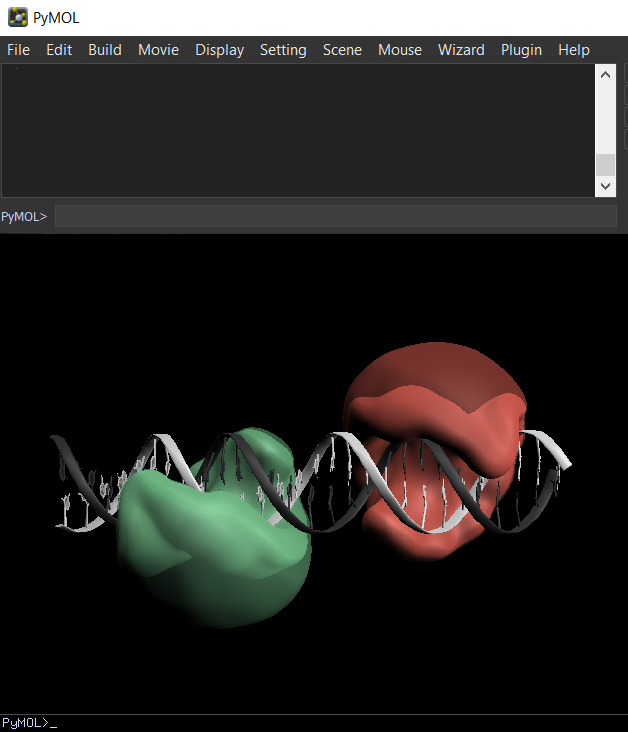 PyMOL
File Edit Build Movie Display Setting Scene Mouse Wizard Plugin Help
PyMOL>
PyMOL>_